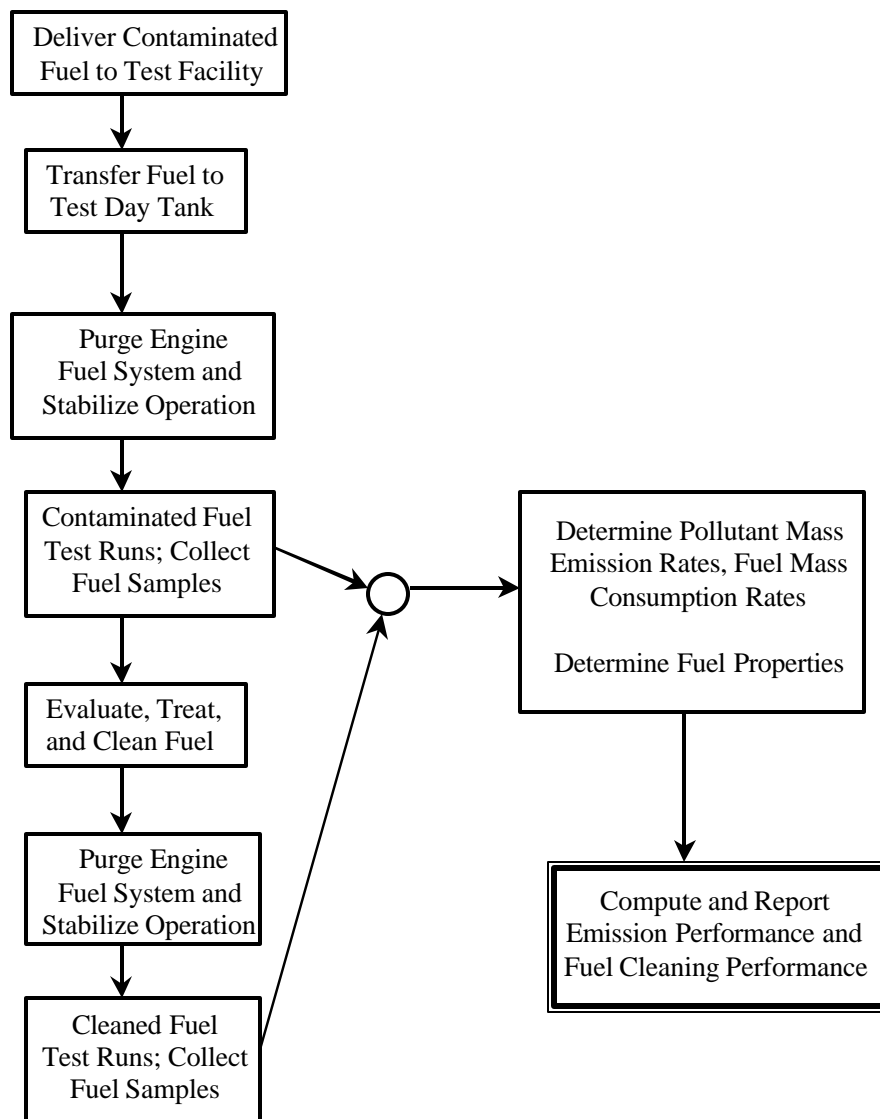 Deliver Contaminated
Fuel to Test Facility
Transfer Fuel to
Test Day Tank
Purge Engine
Fuel System and
Stabilize Operation
Contaminated Fuel
Test Runs; Collect
Fuel Samples
Evaluate, Treat,
and Clean Fuel
Purge Engine
Fuel System and
Stabilize Operation
Cleaned Fuel
Test Runs; Collect
Fuel Samples
Determine Pollutant Mass
Emission Rates, Fuel Mass
Consumption Rates
Determine Fuel Properties
Compute and Report
Emission Performance and
Fuel Cleaning Performance